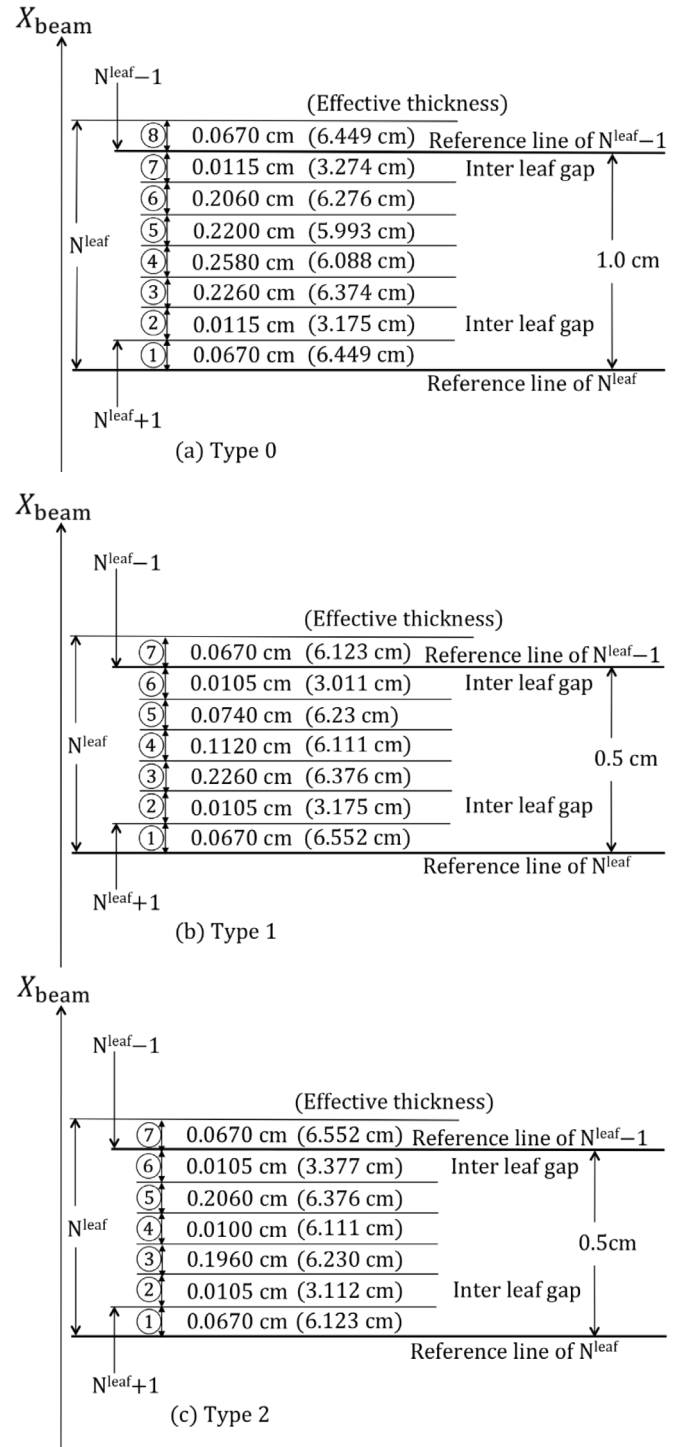 X_beam
N^leaf−1
(Effective thickness)
⑧ 0.0670 cm (6.449 cm) Reference line of N^leaf−1
⑦ 0.0115 cm (3.274 cm) Inter leaf gap
⑥ 0.2060 cm (6.276 cm)
N^leaf ⑤ 0.2200 cm (5.993 cm)
④ 0.2580 cm (6.088 cm) 1.0 cm
③ 0.2260 cm (6.374 cm)
② 0.0115 cm (3.175 cm) Inter leaf gap
① 0.0670 cm (6.449 cm)
Reference line of N^leaf
N^leaf+1
(a) Type 0
X_beam
N^leaf−1
(Effective thickness)
⑦ 0.0670 cm (6.123 cm) Reference line of N^leaf−1
⑥ 0.0105 cm (3.011 cm) Inter leaf gap
⑤ 0.0740 cm (6.23 cm)
N^leaf ④ 0.1120 cm (6.111 cm) 0.5 cm
③ 0.2260 cm (6.376 cm)
② 0.0105 cm (3.175 cm) Inter leaf gap
① 0.0670 cm (6.552 cm)
Reference line of N^leaf
N^leaf+1
(b) Type 1
X_beam
N^leaf−1
(Effective thickness)
⑦ 0.0670 cm (6.552 cm) Reference line of N^leaf−1
⑥ 0.0105 cm (3.377 cm) Inter leaf gap
⑤ 0.2060 cm (6.376 cm)
N^leaf ④ 0.0100 cm (6.111 cm) 0.5cm
③ 0.1960 cm (6.230 cm)
② 0.0105 cm (3.112 cm) Inter leaf gap
① 0.0670 cm (6.123 cm)
Reference line of N^leaf
N^leaf+1
(c) Type 2